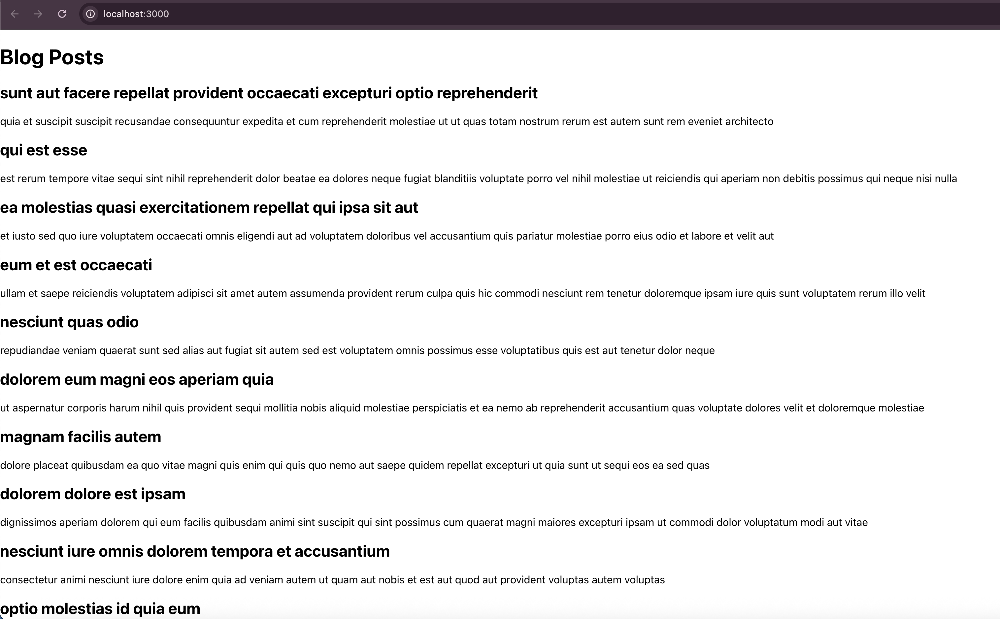 localhost:3000
Blog Posts
sunt aut facere repellat provident occaecati excepturi optio reprehenderit
quia et suscipit suscipit recusandae consequuntur expedita et cum reprehenderit molestiae ut ut quas totam nostrum rerum est autem sunt rem eveniet architecto
qui est esse
est rerum tempore vitae sequi sint nihil reprehenderit dolor beatae ea dolores neque fugiat blanditiis voluptate porro vel nihil molestiae ut reiciendis qui aperiam non debitis possimus qui neque nisi nulla
ea molestias quasi exercitationem repellat qui ipsa sit aut
et iusto sed quo iure voluptatem occaecati omnis eligendi aut ad voluptatem doloribus vel accusantium quis pariatur molestiae porro eius odio et labore et velit aut
eum et est occaecati
ullam et saepe reiciendis voluptatem adipisci sit amet autem assumenda provident rerum culpa quis hic commodi nesciunt rem tenetur doloremque ipsam iure quis sunt voluptatem rerum illo velit
nesciunt quas odio
repudiandae veniam quaerat sunt sed alias aut fugiat sit autem sed est voluptatem omnis possimus esse voluptatibus quis est aut tenetur dolor neque
dolorem eum magni eos aperiam quia
ut aspernatur corporis harum nihil quis provident sequi mollitia nobis aliquid molestiae perspiciatis et ea nemo ab reprehenderit accusantium quas voluptate dolores velit et doloremque molestiae
magnam facilis autem
dolore placeat quibusdam ea quo vitae magni quis enim qui quis quo nemo aut saepe quidem repellat excepturi ut quia sunt ut sequi eos ea sed quas
dolorem dolore est ipsam
dignissimos aperiam dolorem qui eum facilis quibusdam animi sint suscipit qui sint possimus cum quaerat magni maiores excepturi ipsam ut commodi dolor voluptatum modi aut vitae
nesciunt iure omnis dolorem tempora et accusantium
consectetur animi nesciunt iure dolore enim quia ad veniam autem ut quam aut nobis et est aut quod aut provident voluptas autem voluptas
optio molestias id quia eum